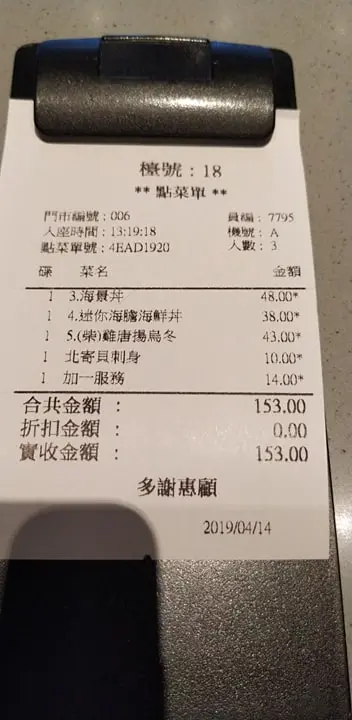 檯號：18
** 點菜單 **
門市編號：006 員編：7795
入座時間：13:19:18 機號：A
點菜單號：4EAD1920 人數：3
碟 菜名 金額
1 3.海景丼 48.00*
1 4.迷你海膽海鮮丼 38.00*
1 5.(柴)雞唐揚烏冬 43.00*
1 北寄貝刺身 10.00*
1 加一服務 14.00*
合共金額： 153.00
折扣金額： 0.00
實收金額： 153.00
多謝惠顧
2019/04/14